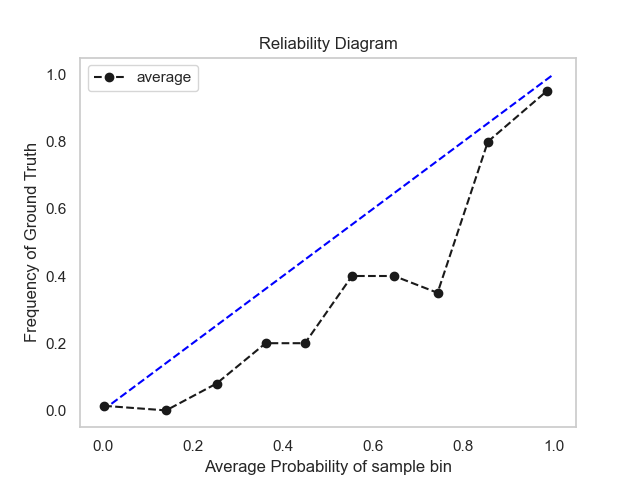 Reliability Diagram
average
Frequency of Ground Truth
1.0
0.8
0.6
0.4
0.2
0.0
0.0 0.2 0.4 0.6 0.8 1.0
Average Probability of sample bin